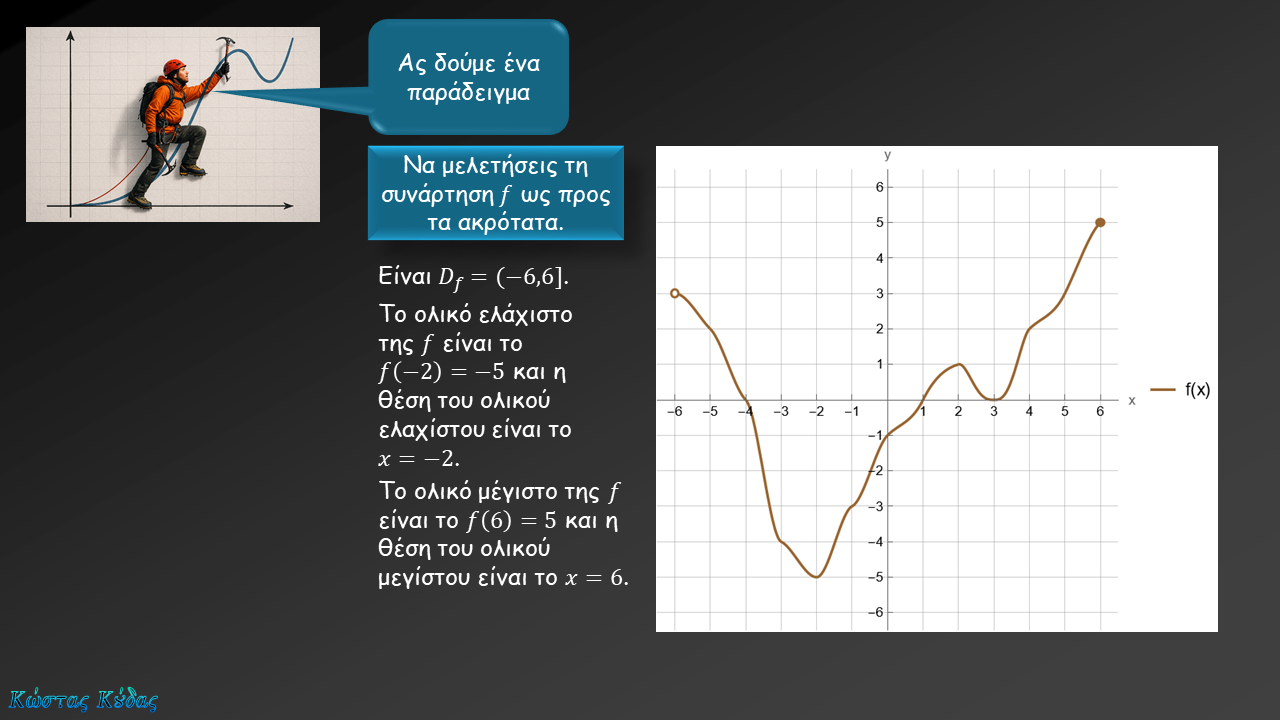 Ας δούμε ένα
παράδειγμα
Να μελετήσεις τη
συνάρτηση f ως προς
τα ακρότατα.
Είναι D_f = (−6,6].
Το ολικό ελάχιστο
της f είναι το
f(−2) = −5 και η
θέση του ολικού
ελαχίστου είναι το
x = −2.
Το ολικό μέγιστο της f
είναι το f(6) = 5 και η
θέση του ολικού
μεγίστου είναι το x = 6.
y
6
5
4
3
2
1
−6 −5 −4 −3 −2 −1 1 2 3 4 5 6 x
−1
−2
−3
−4
−5
−6
f(x)
Κώστας Κύδας